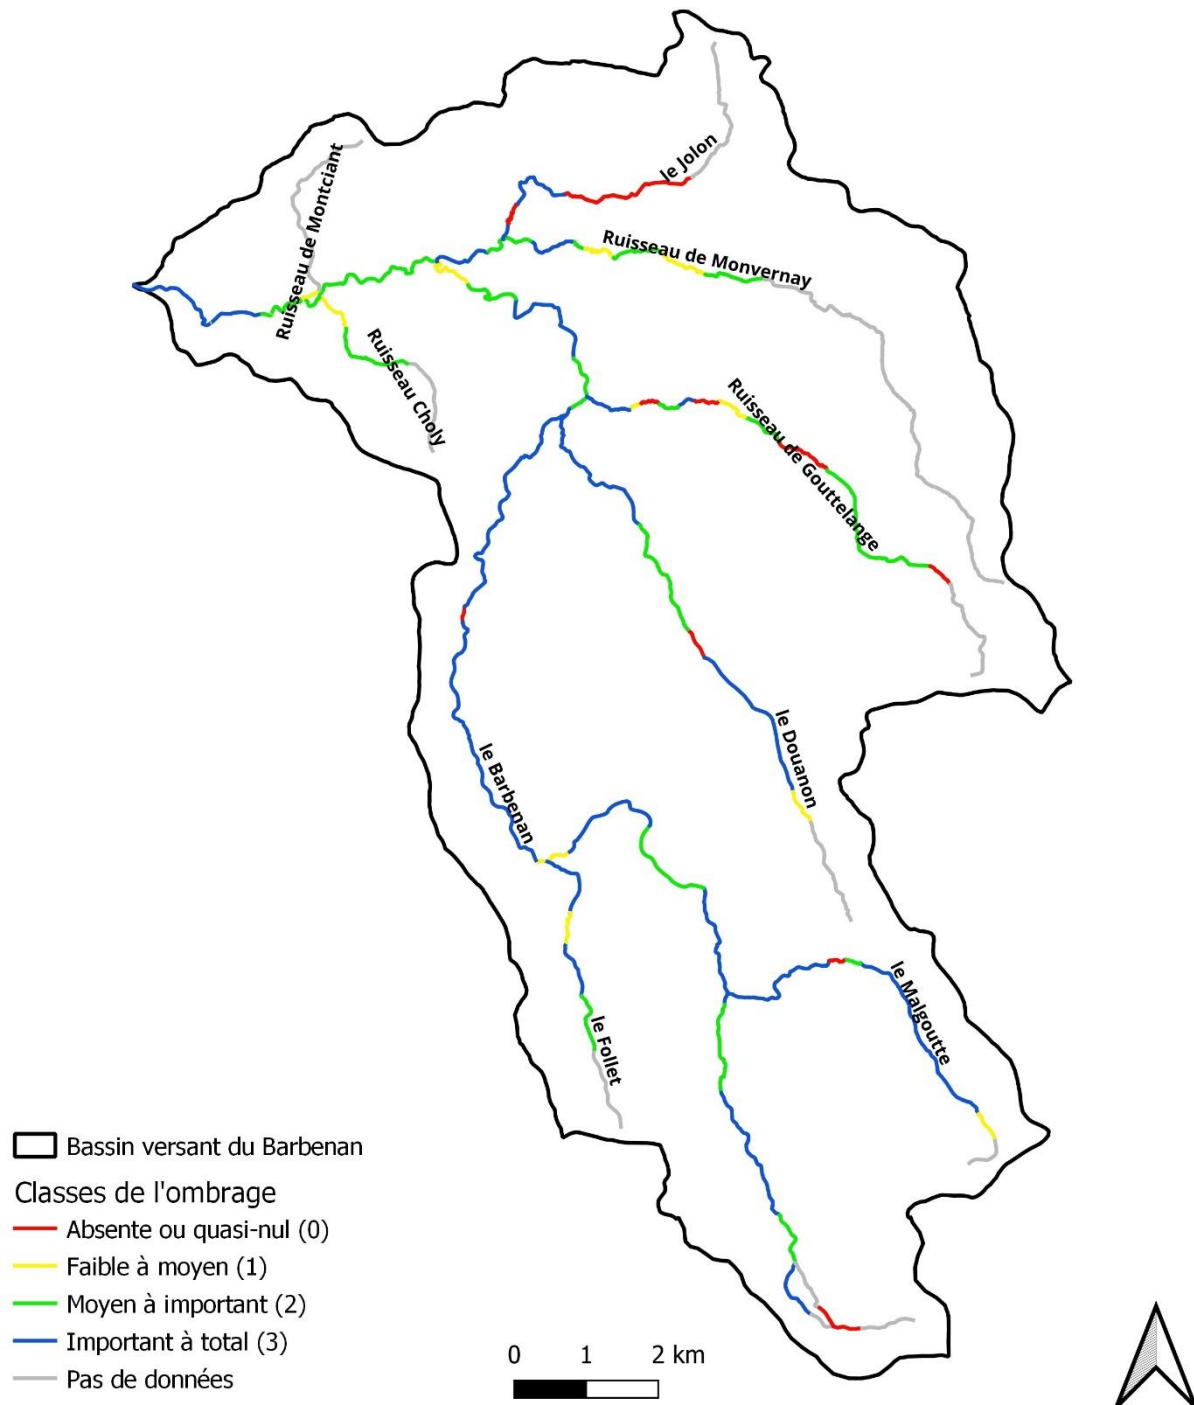 le Jolon
Ruisseau de Montciant
Ruisseau de Monvernay
Ruisseau Choly
Ruisseau de Gouttelange
le Barbenan
le Douanon
le Malgoutte
le Follet
Bassin versant du Barbenan
Classes de l'ombrage
Absente ou quasi-nul (0)
Faible à moyen (1)
Moyen à important (2)
Important à total (3)
Pas de données
0 1 2 km